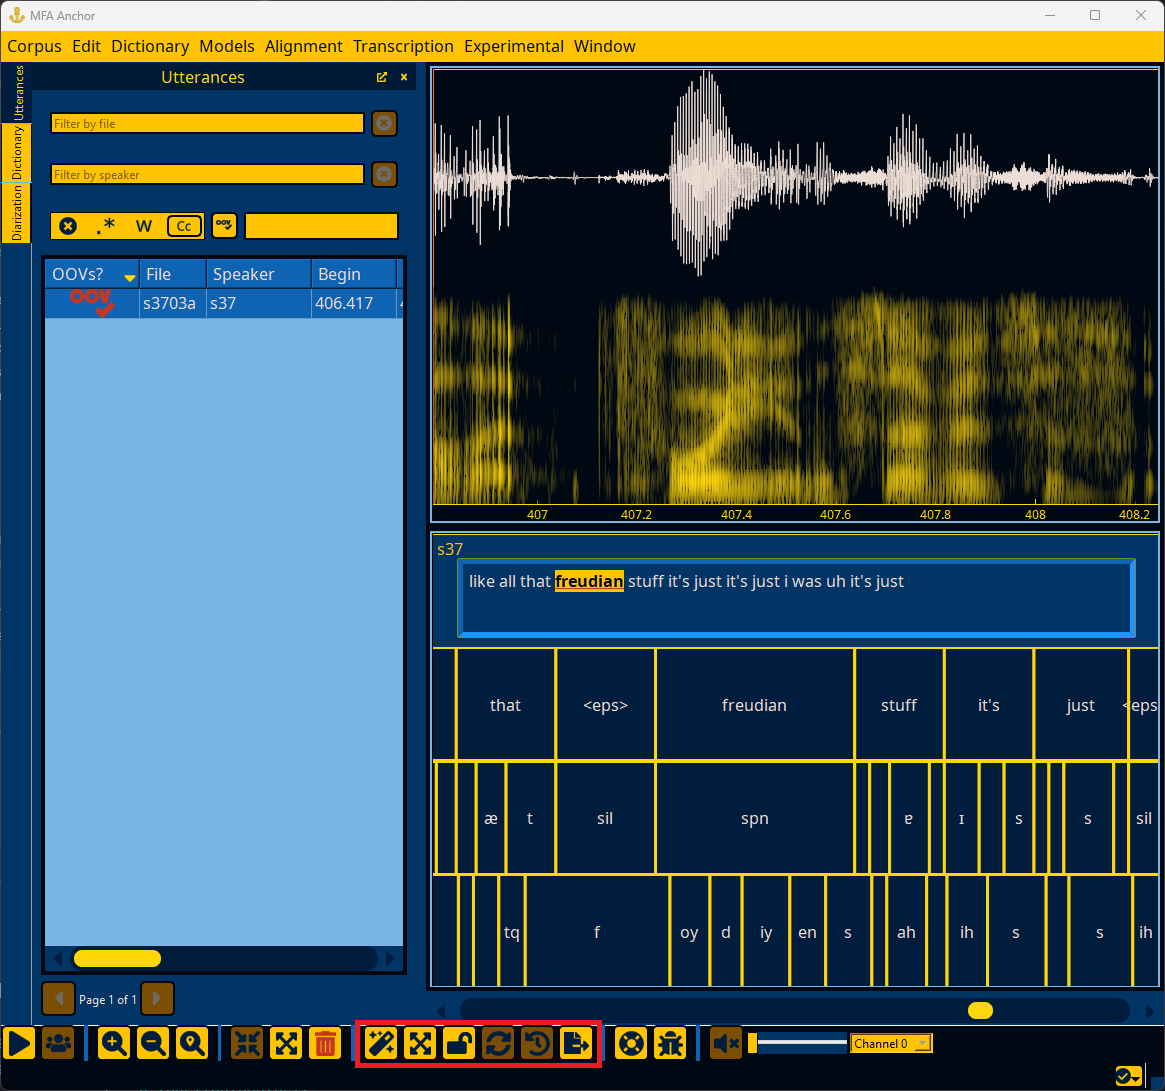 MFA Anchor
Corpus Edit Dictionary Models Alignment Transcription Experimental Window
Utterances
Utterances
Dictionary
Diarization
Filter by file
Filter by speaker
.* W Cc OOV
OOVs? File Speaker Begin
OOV s3703a s37 406.417
Page 1 of 1
407 407.2 407.4 407.6 407.8 408 408.2
s37
like all that freudian stuff it's just it's just i was uh it's just
that <eps> freudian stuff it's just <eps
æ t sil spn ɐ ɪ s s sil
tq f oy d iy en s ah ih s s ih
Channel 0